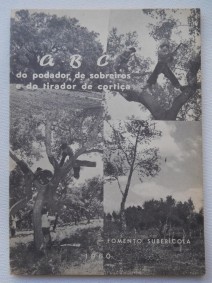 A B C
do podador de sobreiros
e do tirador de cortiça
FOMENTO SUBERÍCOLA
1960